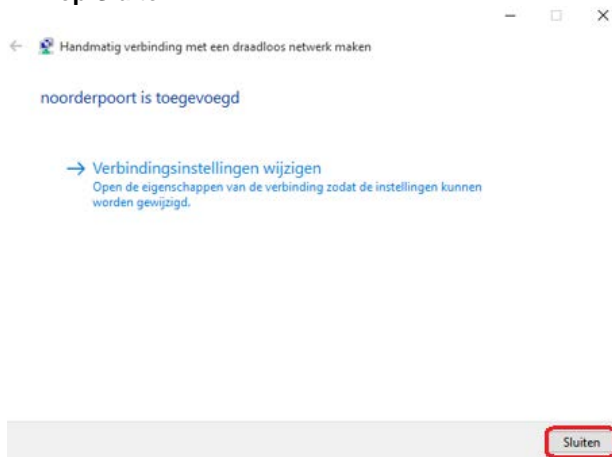 Handmatig verbinding met een draadloos netwerk maken
noorderpoort is toegevoegd
Verbindingsinstellingen wijzigen
Open de eigenschappen van de verbinding zodat de instellingen kunnen
worden gewijzigd.
Sluiten